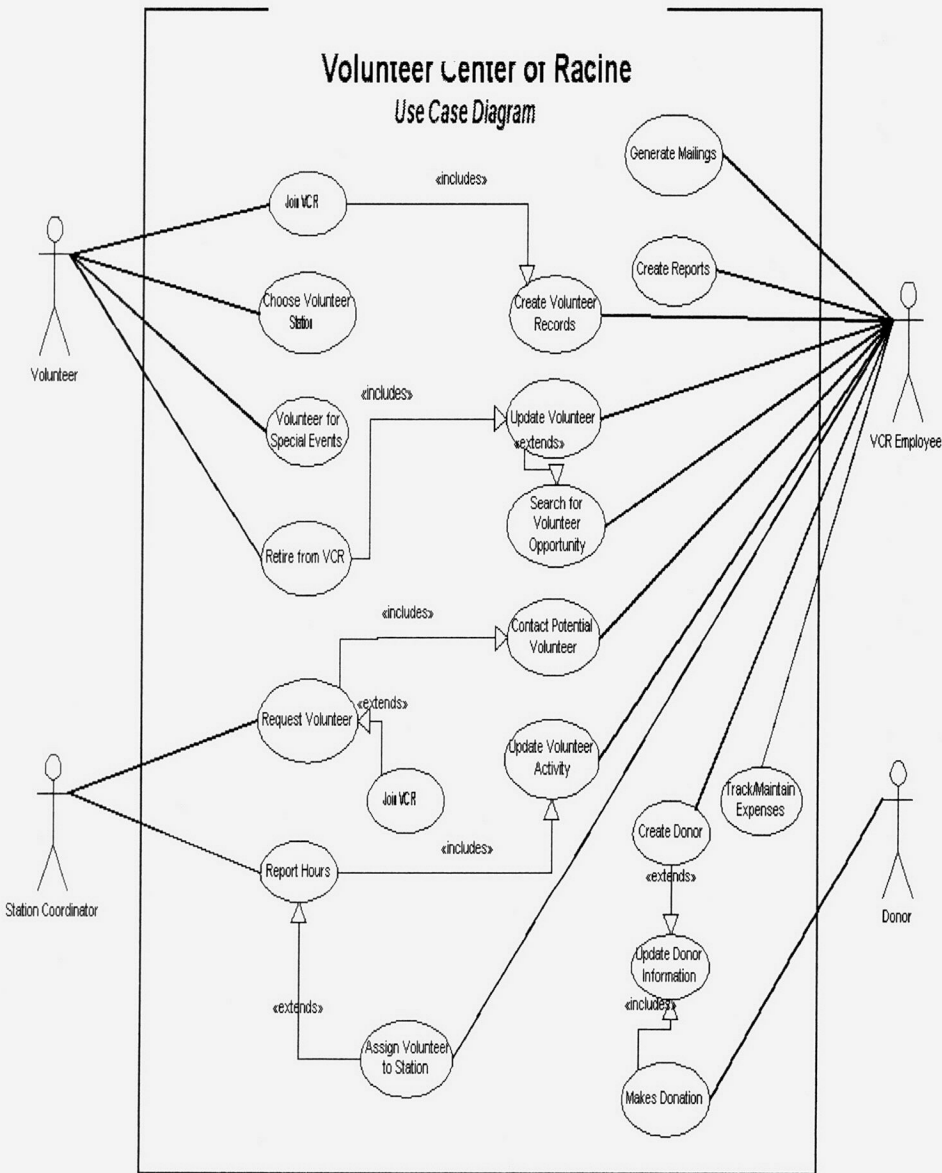 Volunteer Center of Racine
Use Case Diagram
Generate Mailings
«includes»
Join VCR
Create Reports
Choose Volunteer
Station
Create Volunteer
Records
Volunteer
VCR Employee
«includes»
Volunteer for
Special Events
Update Volunteer
«extends»
Search for
Volunteer
Opportunity
Retire from VCR
«includes»
Contact Potential
Volunteer
Request Volunteer
«extends»
Update Volunteer
Activity
Join VCR
Track/Maintain
Expenses
Create Donor
«includes»
Report Hours
«extends»
Station Coordinator
Donor
Update Donor
Information
«includes»
«extends»
Assign Volunteer
to Station
Makes Donation